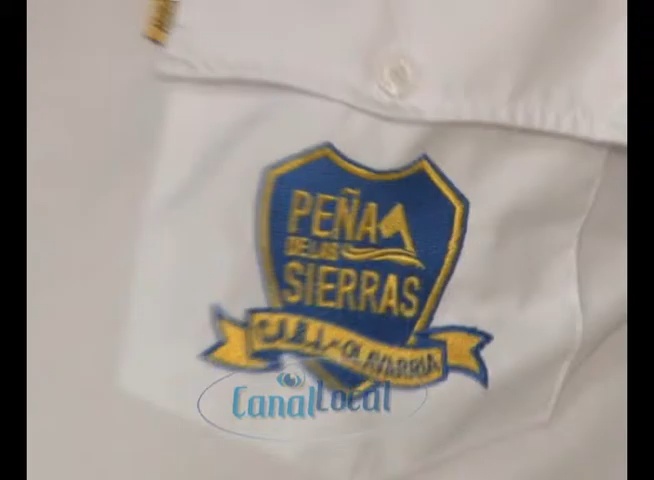 PEÑA
DE LAS
SIERRAS
OLAVARRIA
CanalLocal